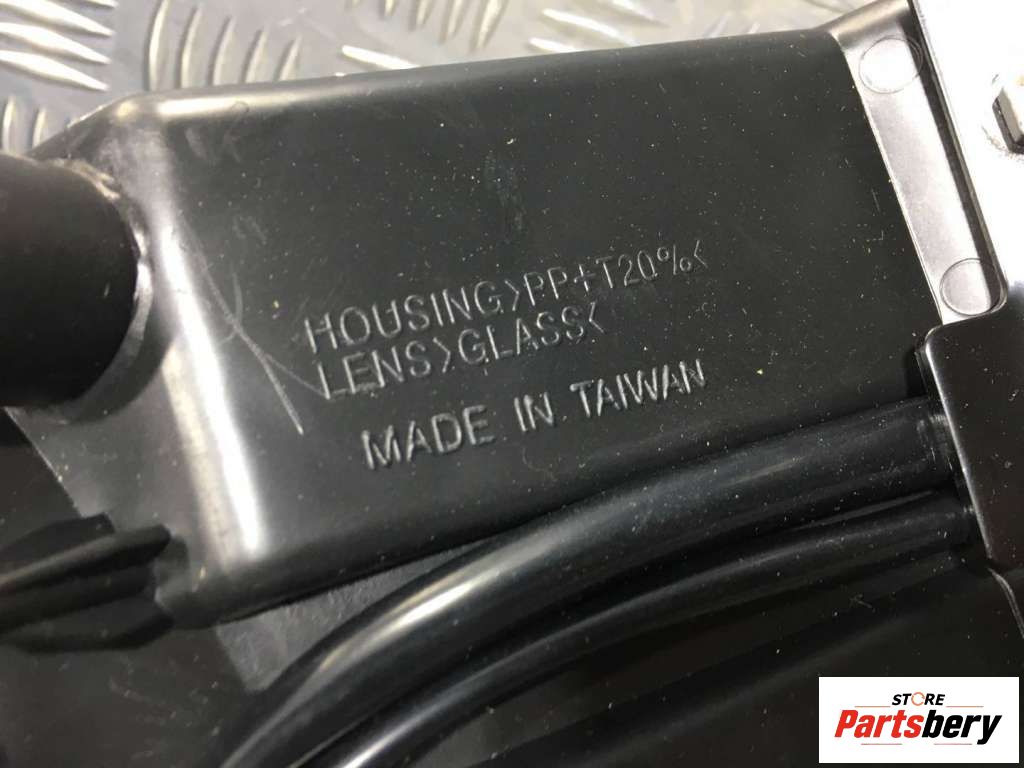 HOUSING>PP+T20%<
LENS>GLASS<
MADE IN TAIWAN
STORE
Partsbery